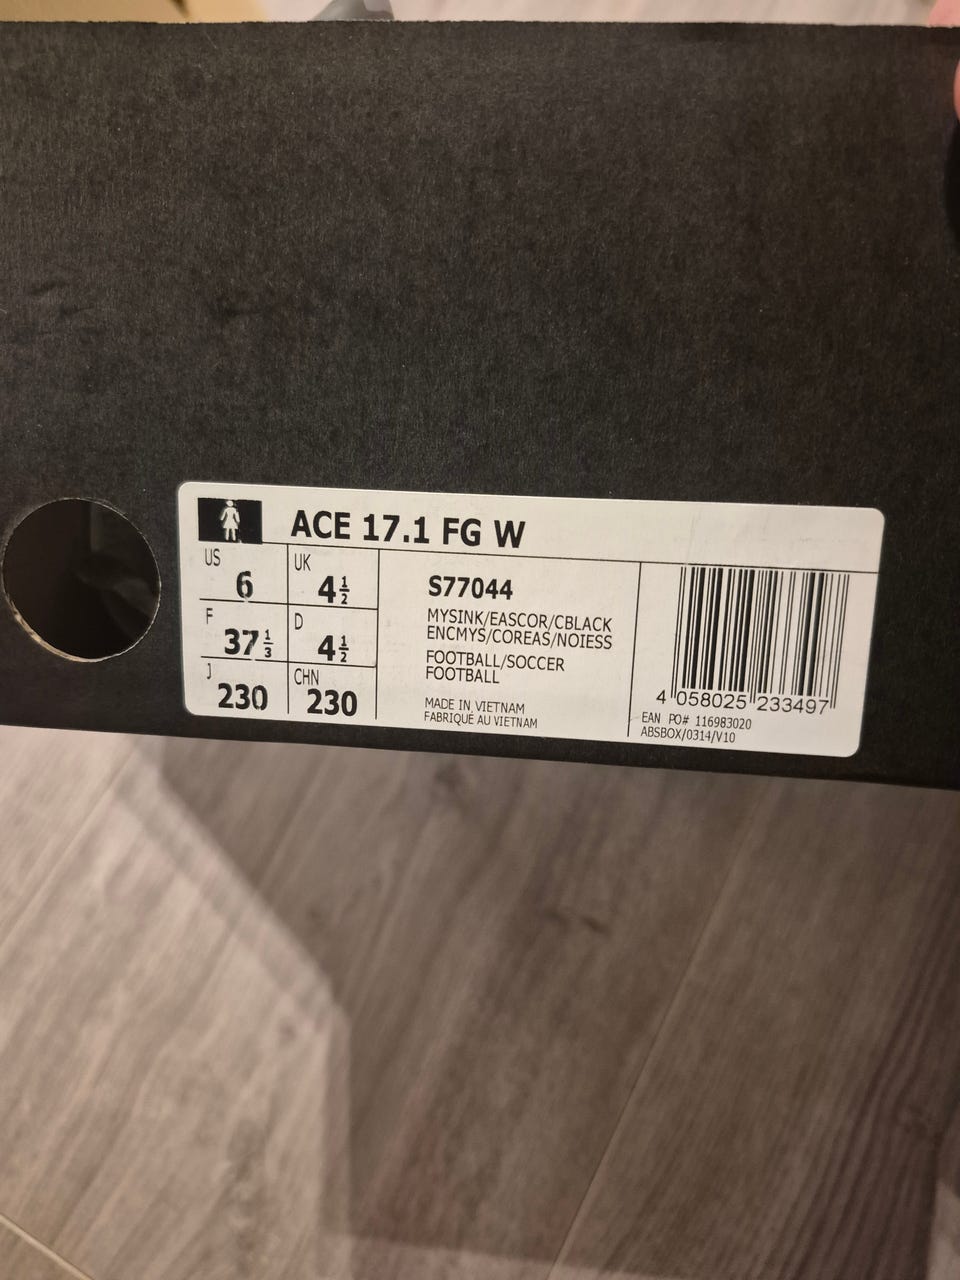 ACE 17.1 FG W
US 6
UK 4½
F 37⅓
D 4½
J 230
CHN 230
S77044
MYSINK/EASCOR/CBLACK
ENCMYS/COREAS/NOIESS
FOOTBALL/SOCCER
FOOTBALL
MADE IN VIETNAM
FABRIQUÉ AU VIETNAM
4 058025 233497
EAN PO# 116983020
ABSBOX/0314/V10